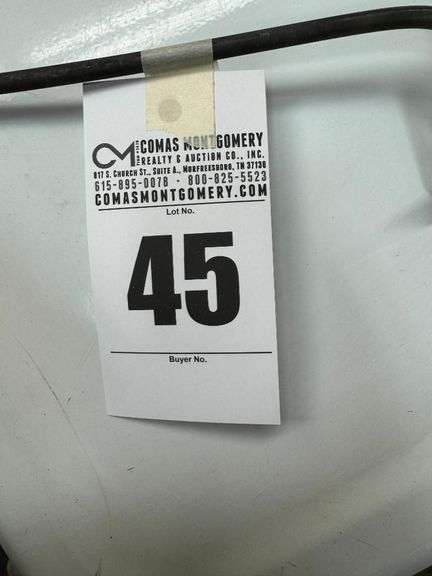 CM COMAS MONTGOMERY
REALTY & AUCTION CO., INC.
817 S. CHURCH ST., SUITE A., MURFREESBORO, TN 37130
615-895-0078 - 800-825-5523
COMASMONTGOMERY.COM
Lot No.
45
Buyer No.